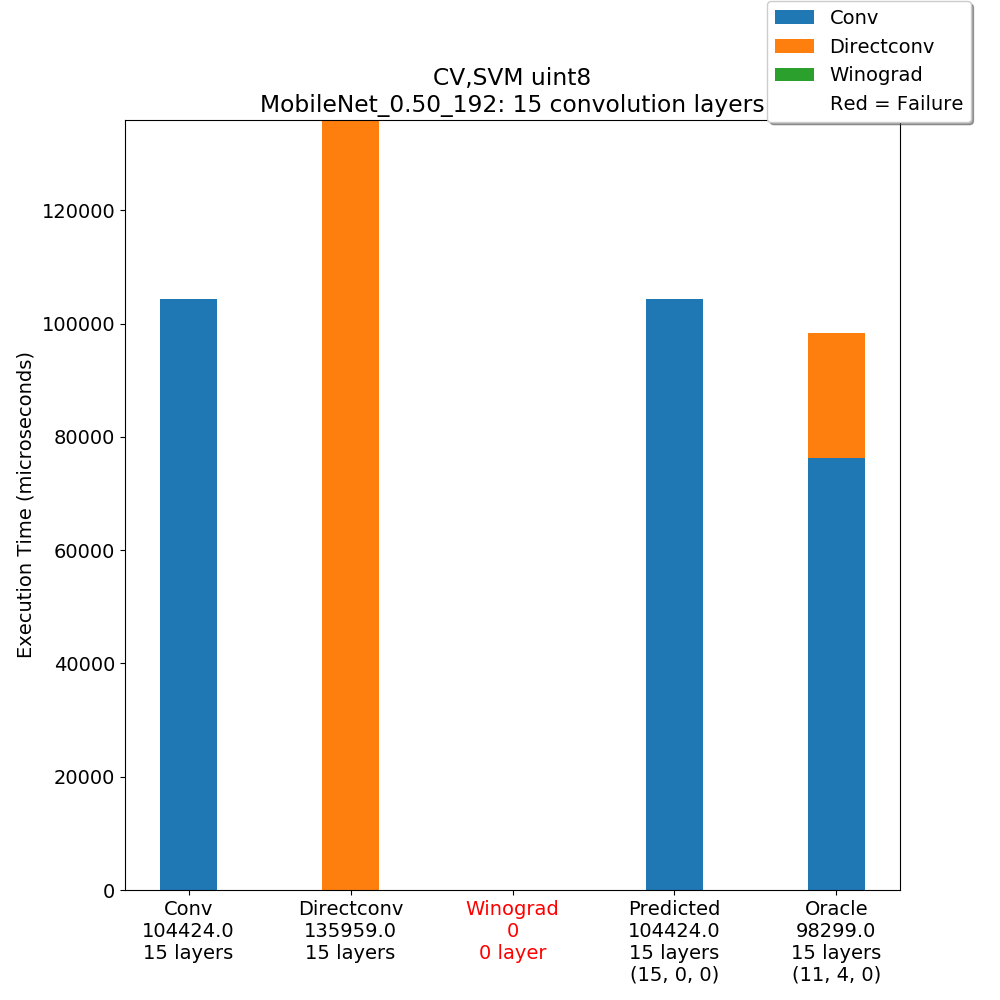 Conv
Directconv
Winograd
Red = Failure
CV,SVM uint8
MobileNet_0.50_192: 15 convolution layers
Execution Time (microseconds)
120000
100000
80000
60000
40000
20000
0
Conv
104424.0
15 layers
Directconv
135959.0
15 layers
Winograd
0
0 layer
Predicted
104424.0
15 layers
(15, 0, 0)
Oracle
98299.0
15 layers
(11, 4, 0)